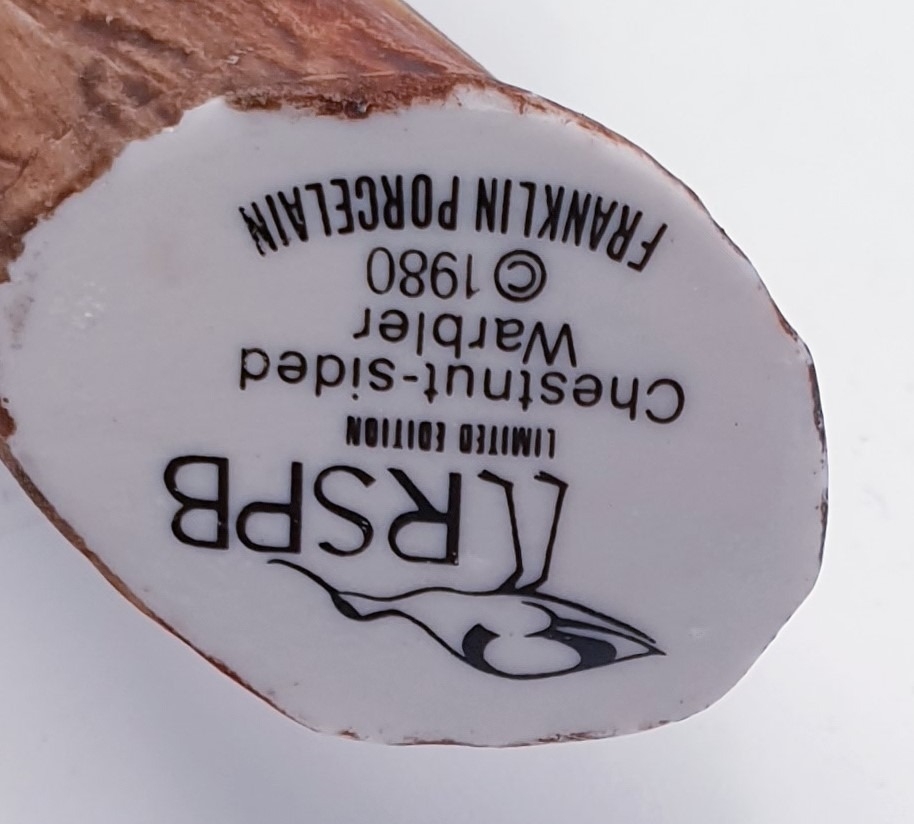 RSPB
LIMITED EDITION
Chestnut-sided
Warbler
©1980
FRANKLIN PORCELAIN